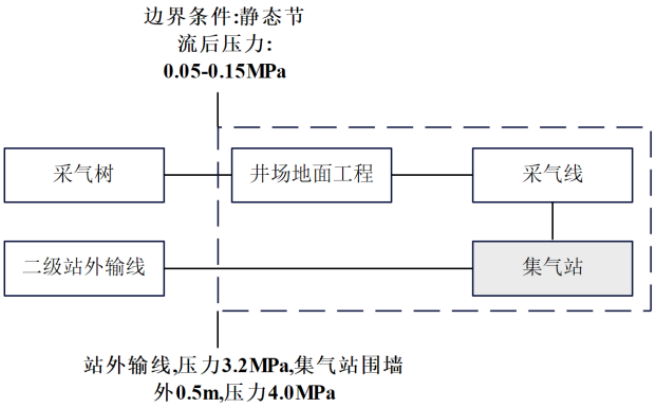 边界条件:静态节
流后压力:
0.05-0.15MPa
采气树
井场地面工程
采气线
二级站外输线
集气站
站外输线,压力3.2MPa,集气站围墙
外0.5m,压力4.0MPa